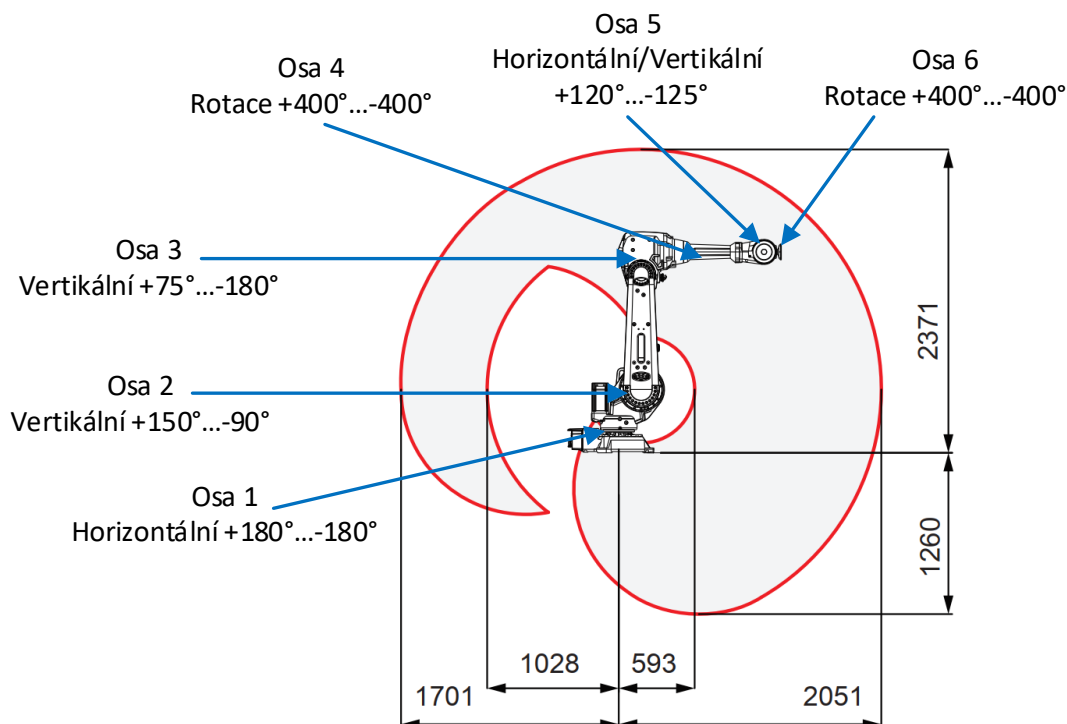 Osa 5
Horizontální/Vertikální
+120°...-125°
Osa 4
Rotace +400°...-400°
Osa 6
Rotace +400°...-400°
Osa 3
Vertikální +75°...-180°
Osa 2
Vertikální +150°...-90°
Osa 1
Horizontální +180°...-180°
2371
1260
1028
593
1701
2051